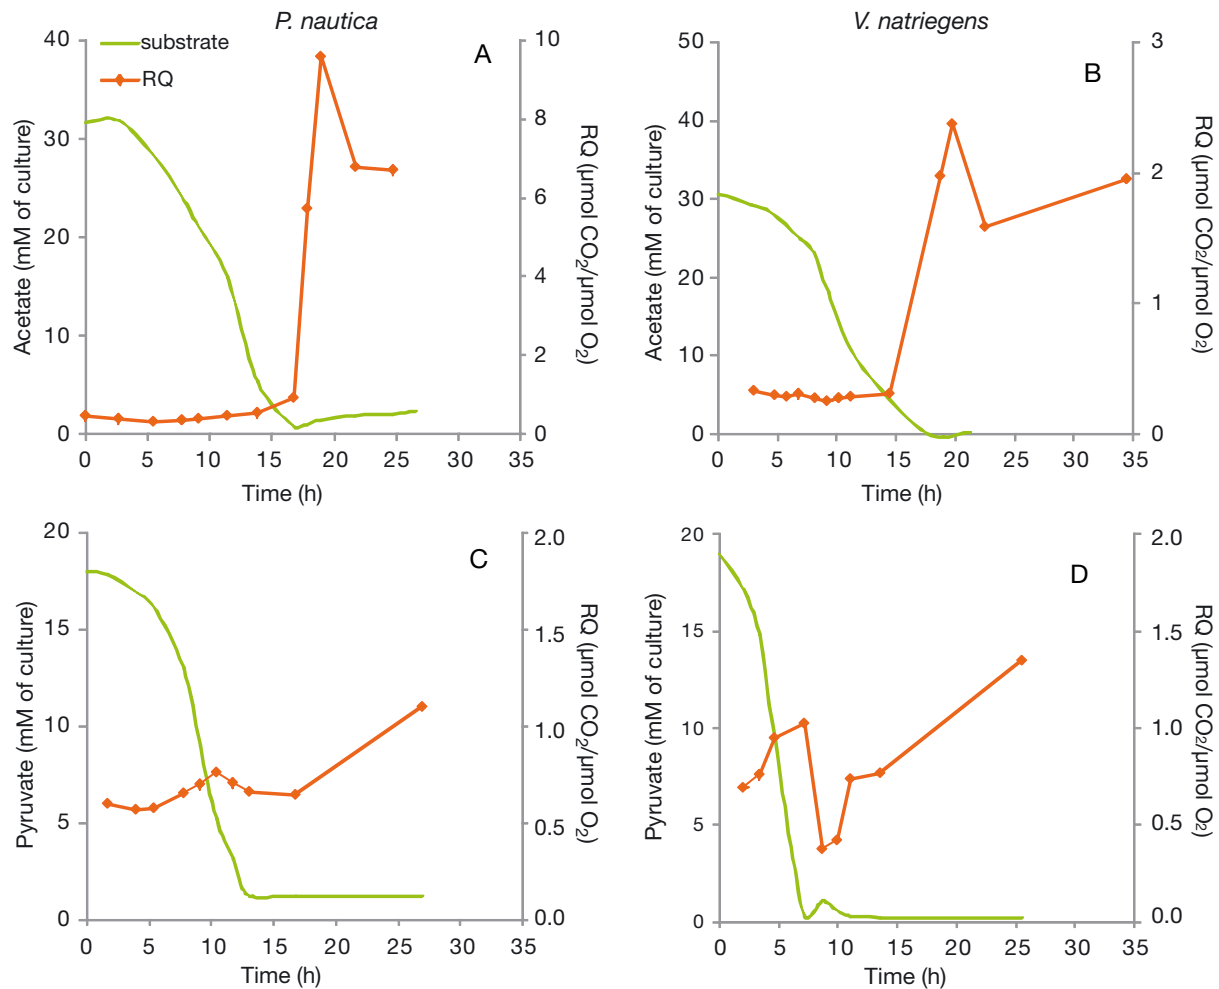 P. nautica
V. natriegens
substrate
RQ
A
40
30
20
10
0
Acetate (mM of culture)
10
8
6
4
2
0
RQ (µmol CO2/µmol O2)
0 5 10 15 20 25 30 35
Time (h)
B
50
40
30
20
10
0
Acetate (mM of culture)
3
2
1
0
RQ (µmol CO2/µmol O2)
0 5 10 15 20 25 30 35
Time (h)
C
20
15
10
5
0
Pyruvate (mM of culture)
2.0
1.5
1.0
0.5
0.0
RQ (µmol CO2/µmol O2)
0 5 10 15 20 25 30 35
Time (h)
D
20
15
10
5
0
Pyruvate (mM of culture)
2.0
1.5
1.0
0.5
0.0
RQ (µmol CO2/µmol O2)
0 5 10 15 20 25 30 35
Time (h)